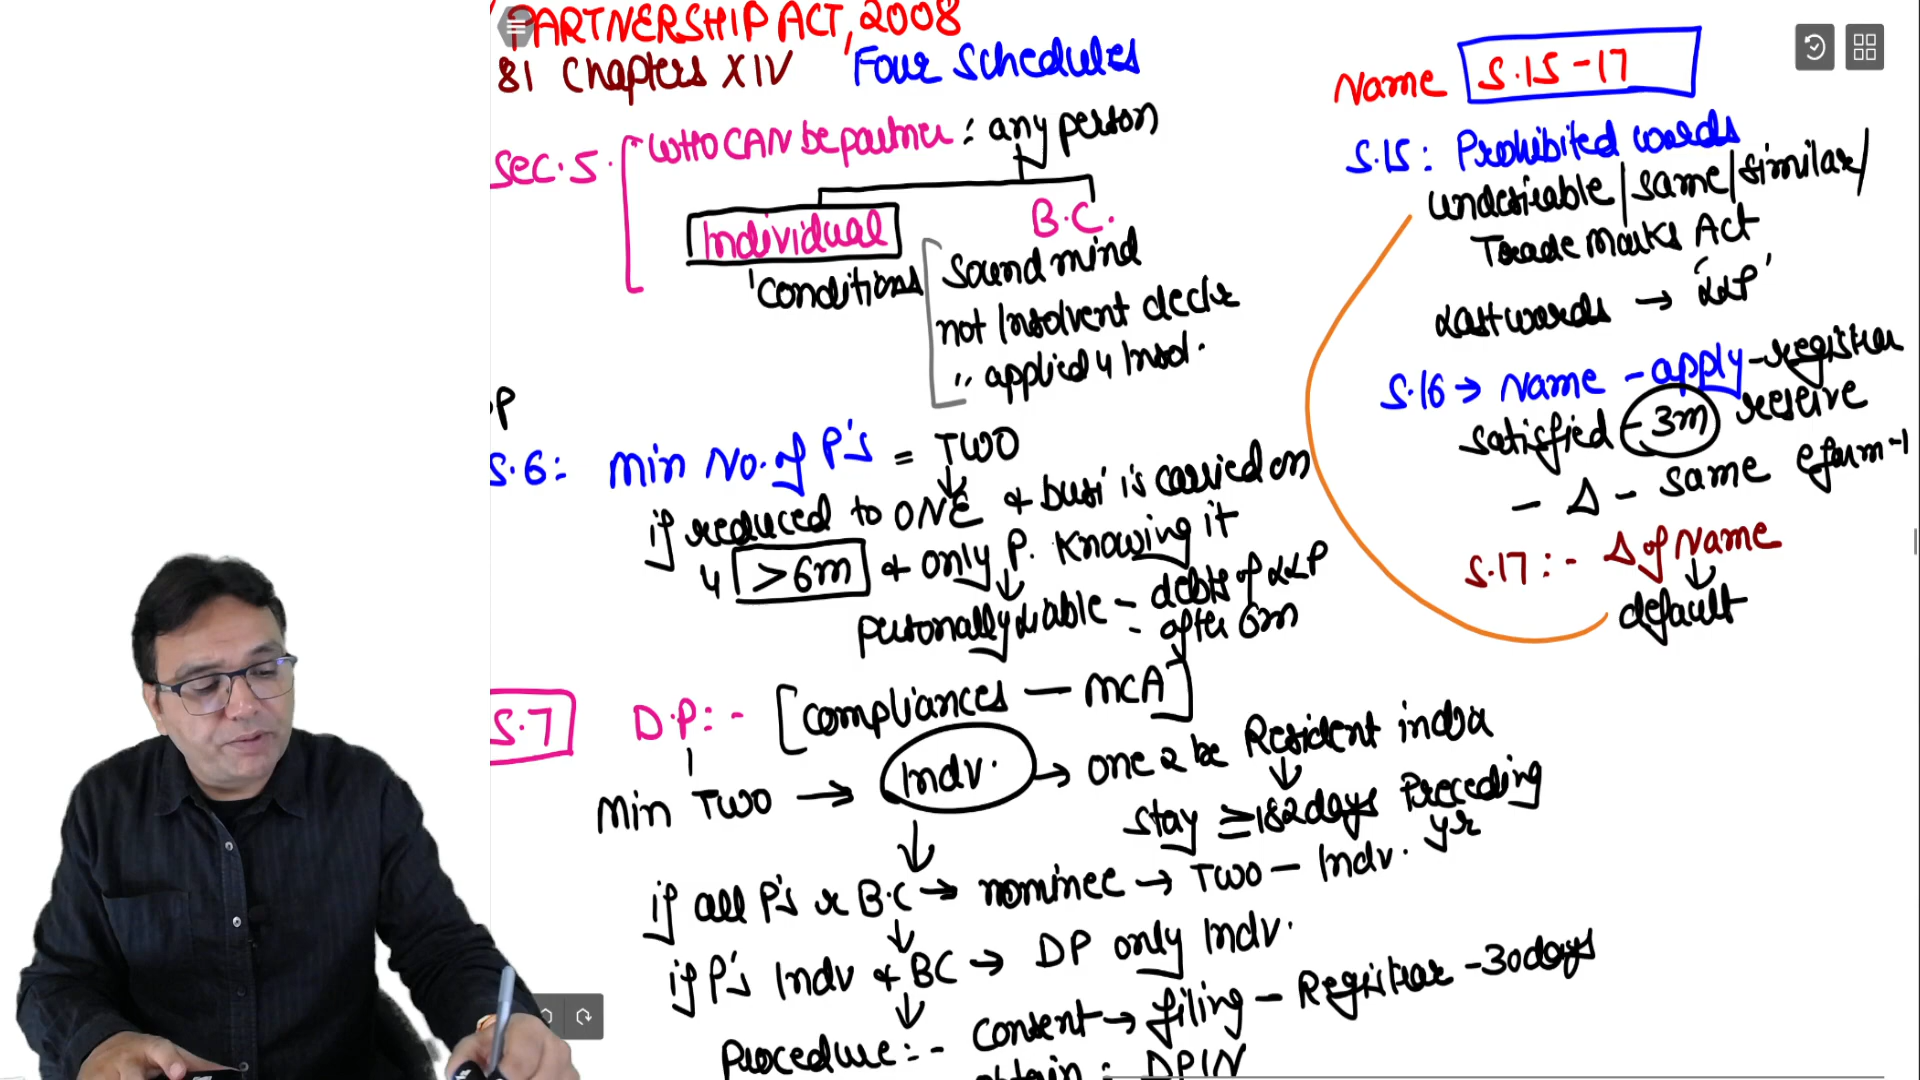 PARTNERSHIP ACT, 2008
81 Chapters XIV Four Schedules
Sec. 5. WHO CAN be partner : any person
Individual B.C.
Conditions Sound mind
not Insolvent declr
" applied 4 Insol.
S.6: Min No. of P's = TWO
if reduced to ONE & busi is carried on
4 >6m & only P. Knowing it
personally Liable - debts of LLP
- after 6m
S.7 D.P: - [Compliances — MCA]
Min TWO → Indv. → one 2 be Resident india
Stay ≥182days Preceding yr
if all P's r B.C → nominee → TWO - Indv.
if P's Indv & BC → DP only Indv.
Procedure: - Consent → filing - Registrar - 30days
obtain : DPIN
Name S.15-17
S.15: Prohibited words
undesirable/same/similar/
Trade Marks Act
Last words → 'LLP'
S.16 → Name - apply - registrar
satisfied - 3m reserve
- Δ - same eform-1
S.17: - Δ of Name
default